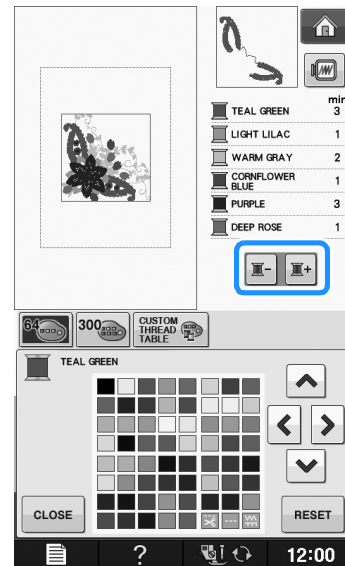 min
TEAL GREEN 3
LIGHT LILAC 1
WARM GRAY 2
CORNFLOWER
BLUE 1
PURPLE 3
DEEP ROSE 1
- +
64 300 CUSTOM
THREAD
TABLE
TEAL GREEN
CLOSE RESET
? 12:00